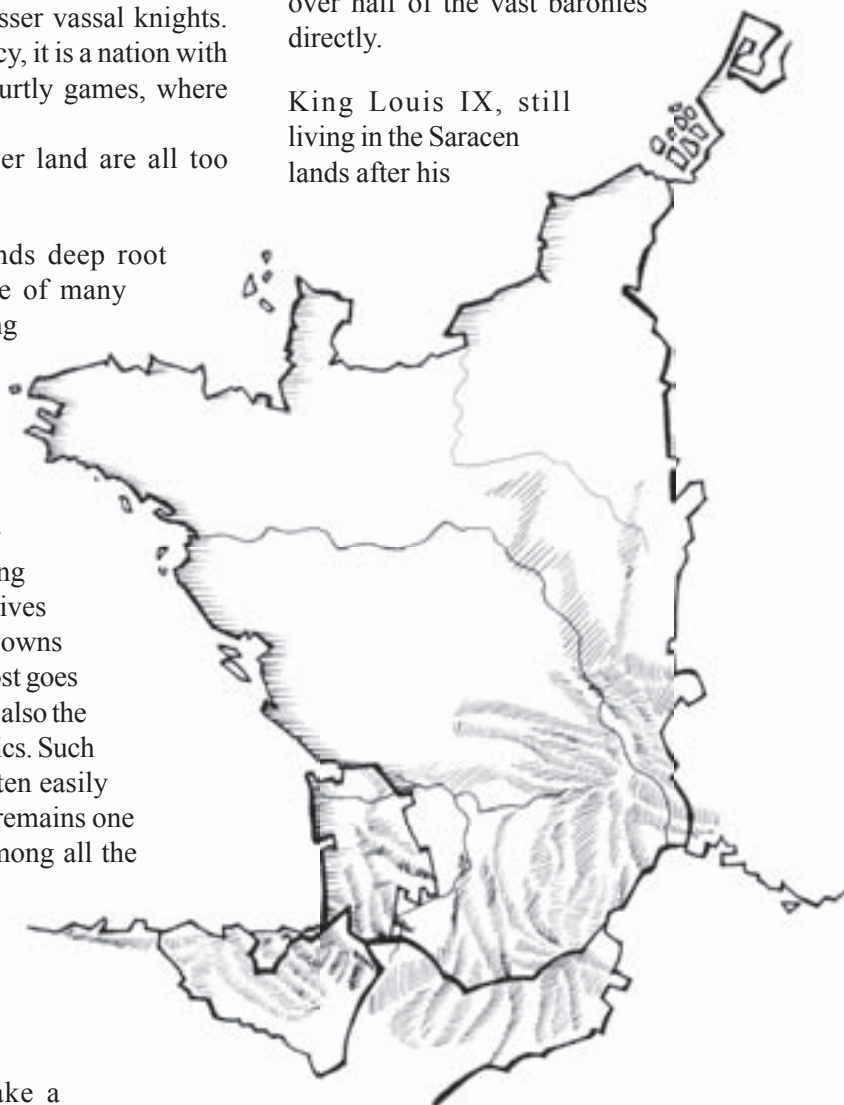 sser vassal knights.
cy, it is a nation with
urtly games, where
er land are all too
nds deep root
e of many
ng
ng
ives
owns
st goes
also the
ics. Such
ten easily
remains one
mong all the
ake a
over half of the vast baronies
directly.
King Louis IX, still
living in the Saracen
lands after his